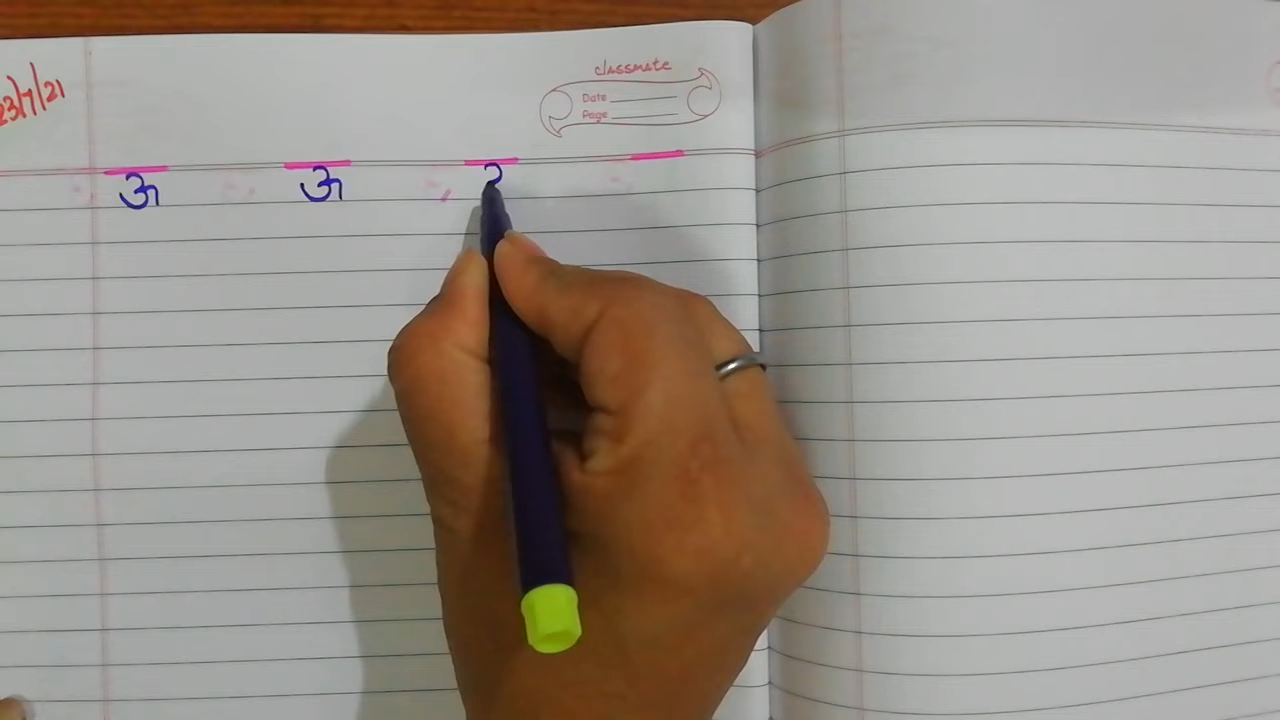 classmate
23/7/21
Date
Page
अ अ